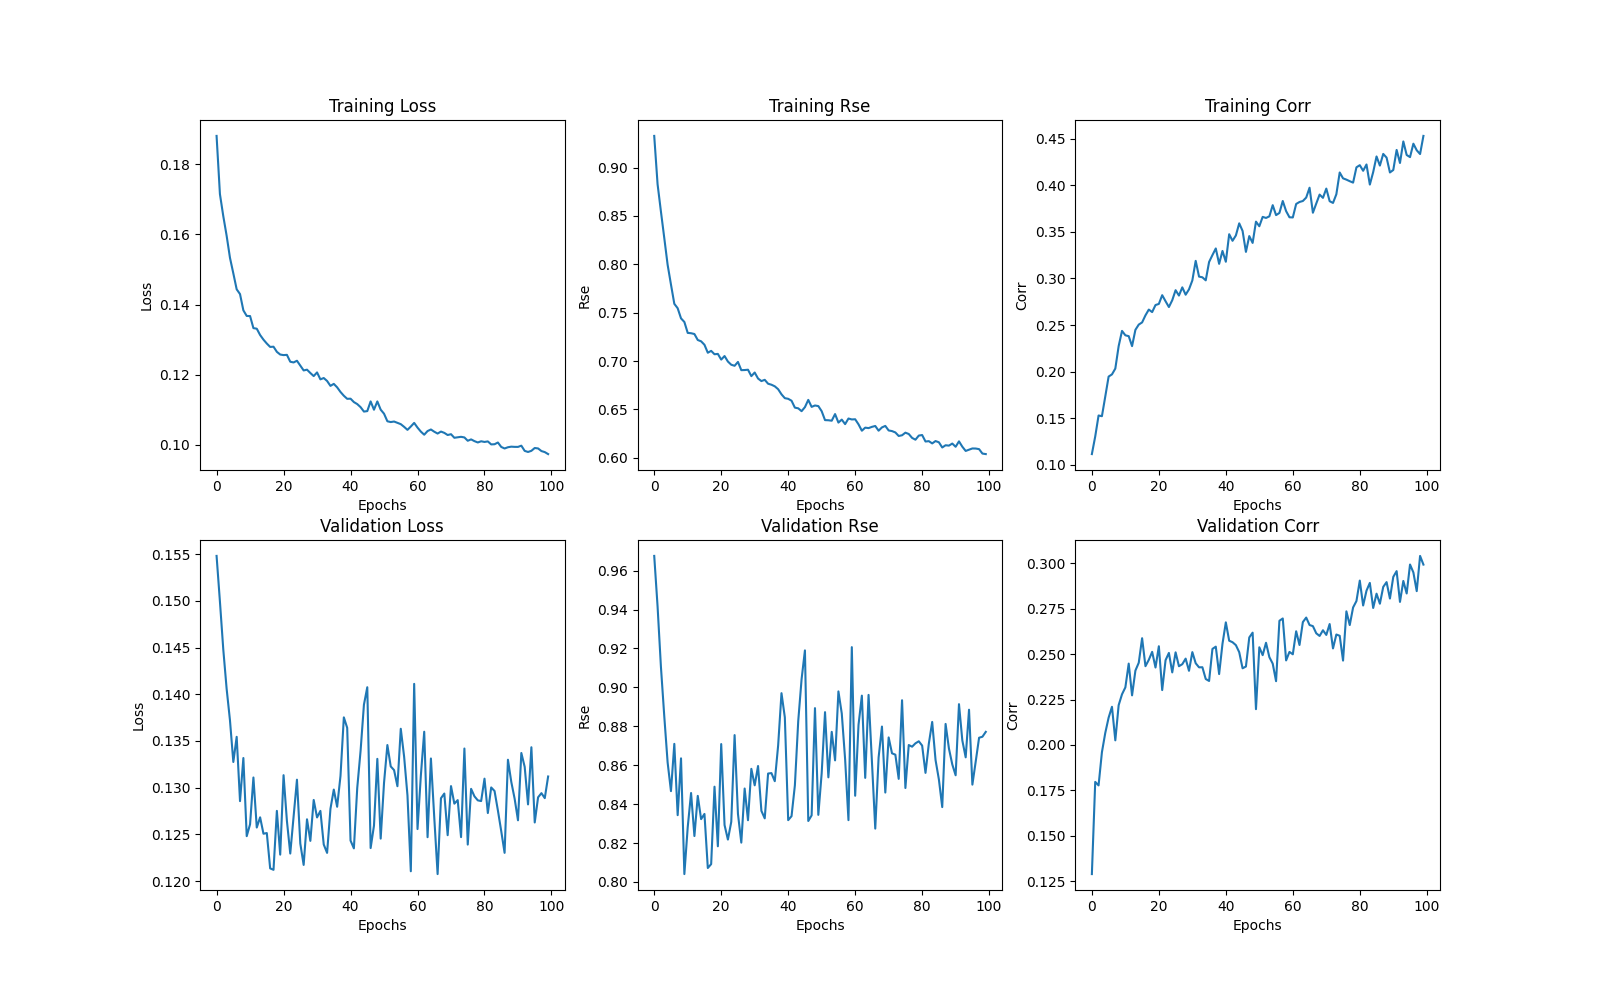 Training Loss
Loss
0.18
0.16
0.14
0.12
0.10
0 20 40 60 80 100
Epochs
Training Rse
Rse
0.90
0.85
0.80
0.75
0.70
0.65
0.60
0 20 40 60 80 100
Epochs
Training Corr
Corr
0.45
0.40
0.35
0.30
0.25
0.20
0.15
0.10
0 20 40 60 80 100
Epochs
Validation Loss
Loss
0.155
0.150
0.145
0.140
0.135
0.130
0.125
0.120
0 20 40 60 80 100
Epochs
Validation Rse
Rse
0.96
0.94
0.92
0.90
0.88
0.86
0.84
0.82
0.80
0 20 40 60 80 100
Epochs
Validation Corr
Corr
0.300
0.275
0.250
0.225
0.200
0.175
0.150
0.125
0 20 40 60 80 100
Epochs